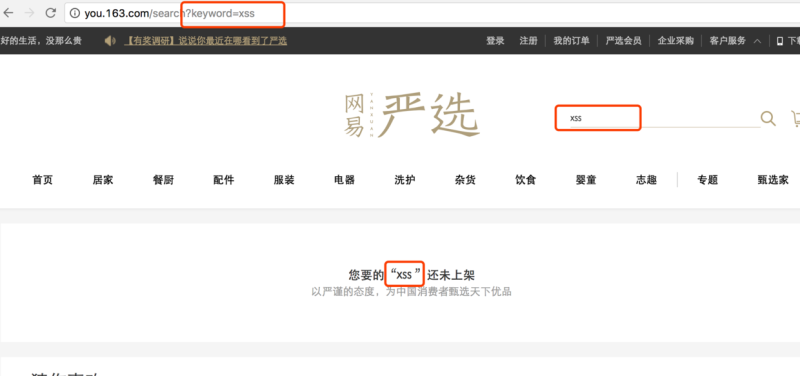 you.163.com/search?keyword=xss
好的生活，没那么贵 【有奖调研】说说你最近在哪看到了严选 登录 注册 我的订单 严选会员 企业采购 客户服务 下载
网易 严选
xss
首页 居家 餐厨 配件 服装 电器 洗护 杂货 饮食 婴童 志趣 专题 甄选家
您要的“xss”还未上架
以严谨的态度，为中国消费者甄选天下优品